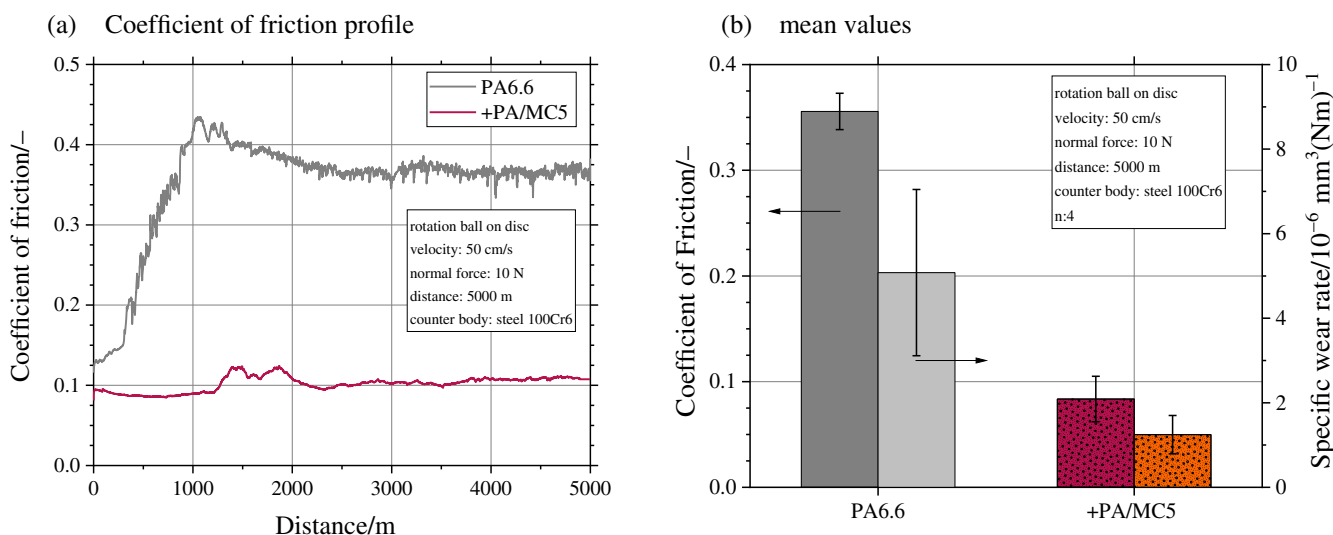 (a) Coefficient of friction profile
0.5
0.4
0.3
0.2
0.1
0.0
Coefficient of friction/–
PA6.6
+PA/MC5
rotation ball on disc
velocity: 50 cm/s
normal force: 10 N
distance: 5000 m
counter body: steel 100Cr6
0 1000 2000 3000 4000 5000
Distance/m
(b) mean values
0.4
0.3
0.2
0.1
0.0
Coefficient of Friction/–
rotation ball on disc
velocity: 50 cm/s
normal force: 10 N
distance: 5000 m
counter body: steel 100Cr6
n:4
10
8
6
4
2
0
Specific wear rate/10⁻⁶ mm³(Nm)⁻¹
PA6.6 +PA/MC5